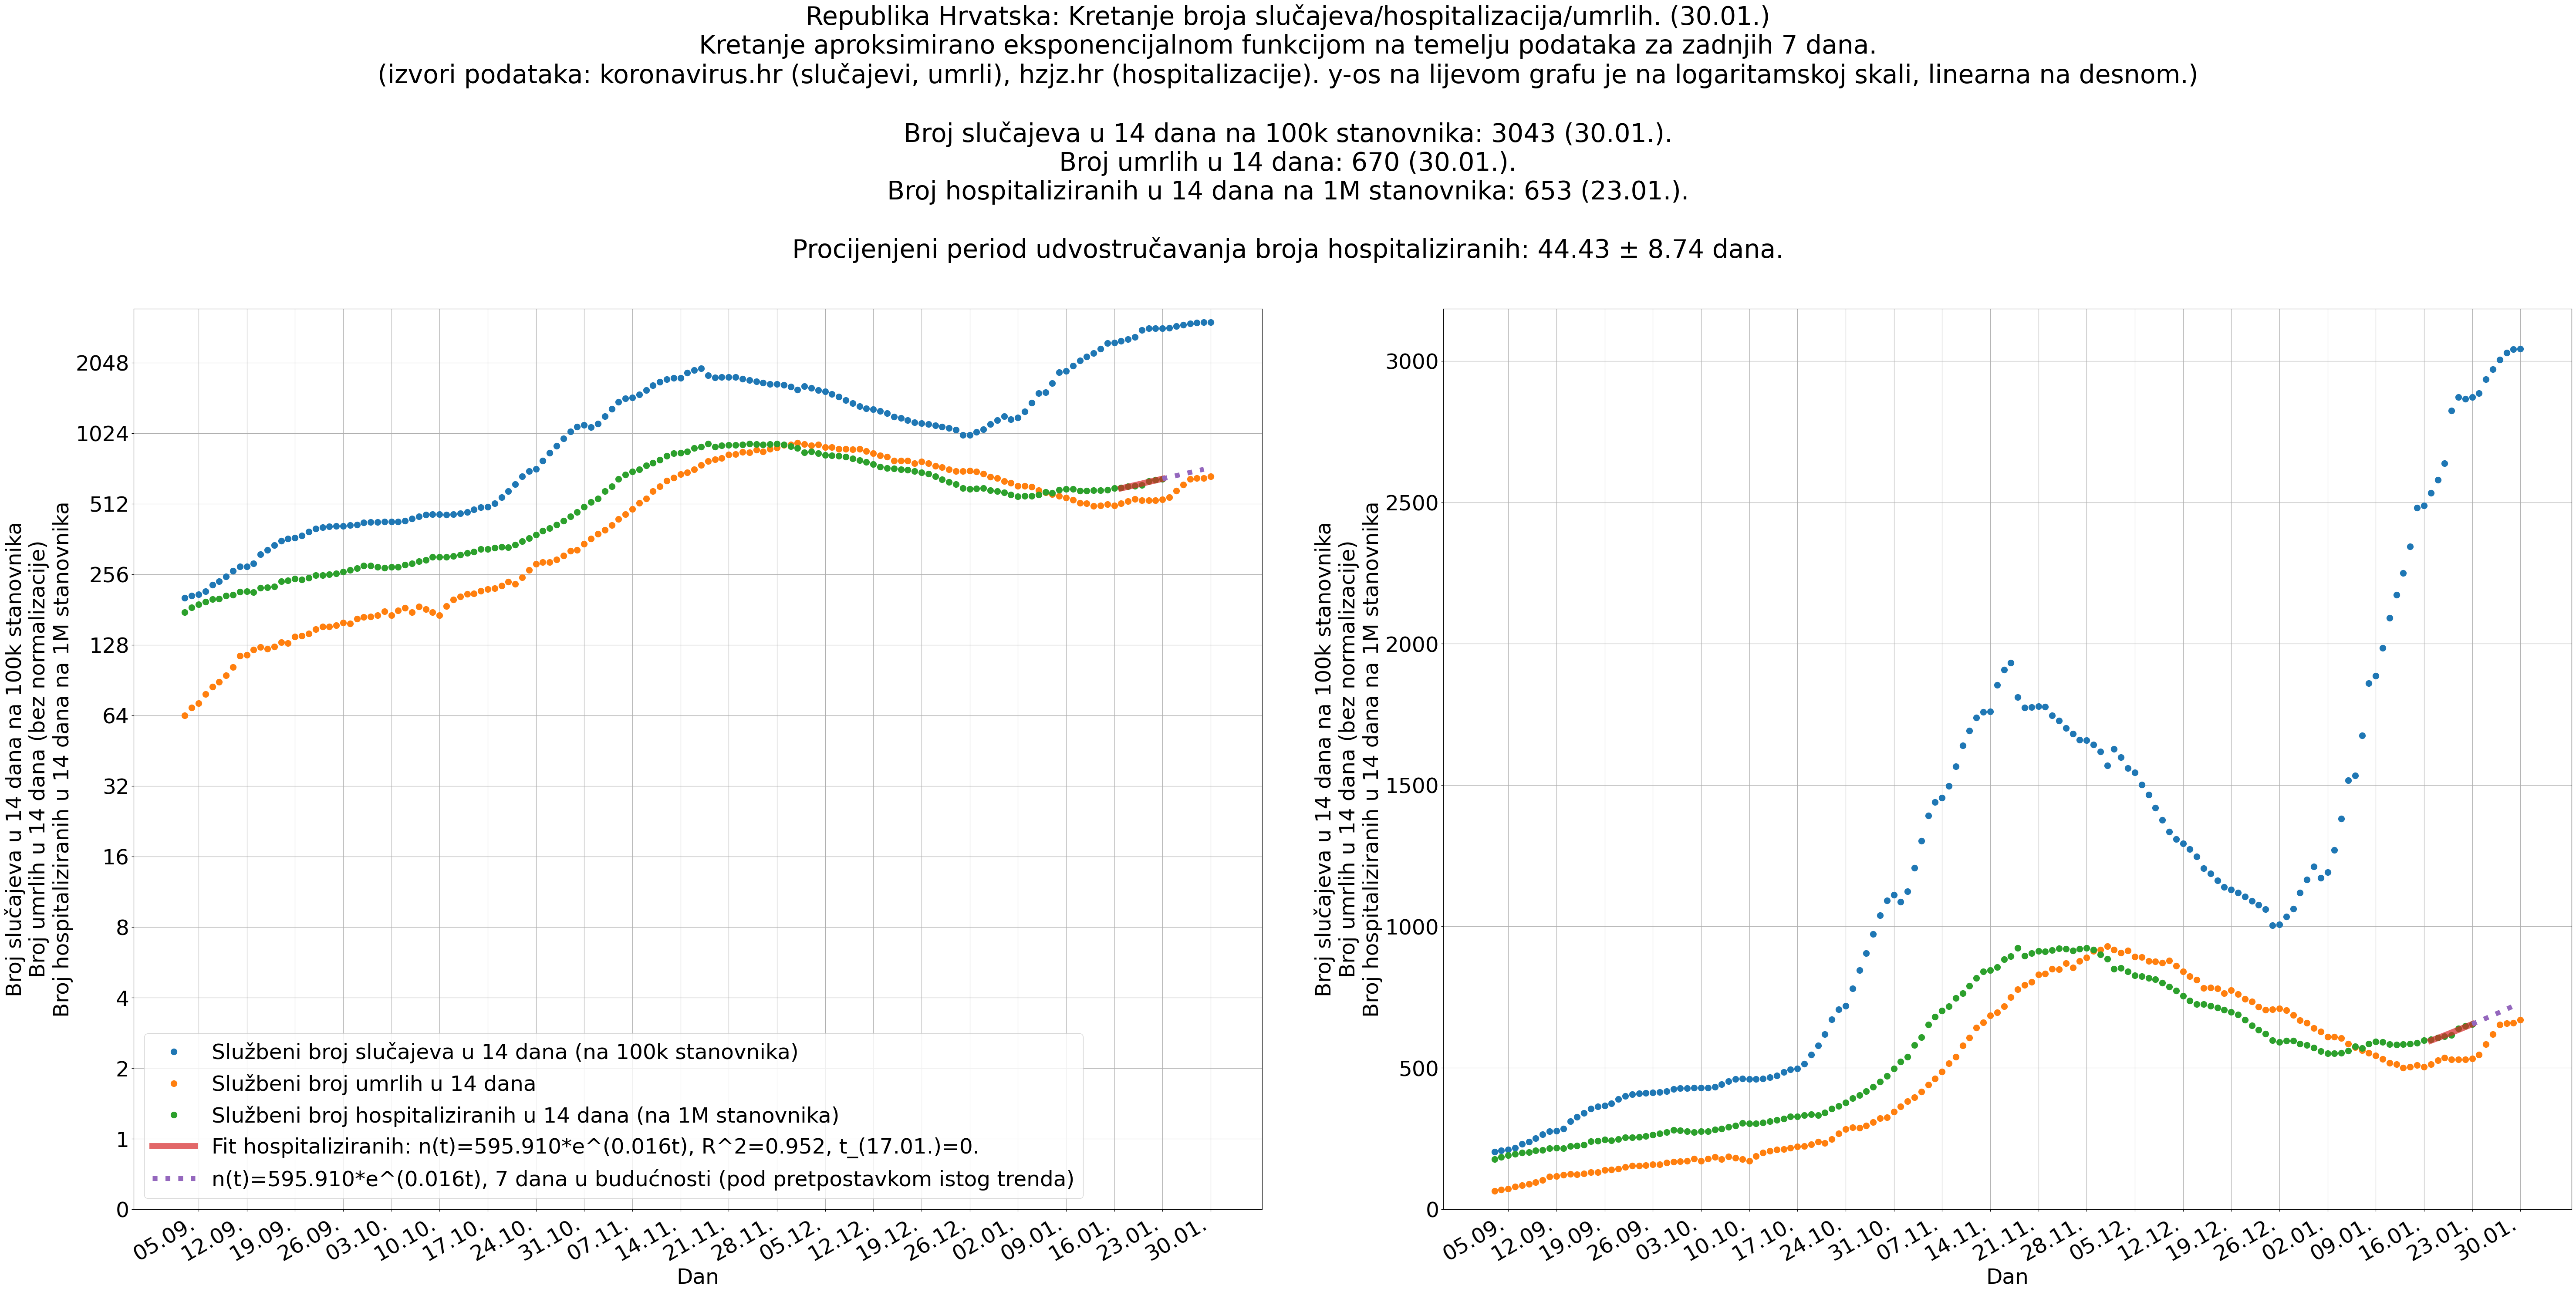 Republika Hrvatska: Kretanje broja slučajeva/hospitalizacija/umrlih. (30.01.)
Kretanje aproksimirano eksponencijalnom funkcijom na temelju podataka za zadnjih 7 dana.
(izvori podataka: koronavirus.hr (slučajevi, umrli), hzjz.hr (hospitalizacije). y-os na lijevom grafu je na logaritamskoj skali, linearna na desnom.)
Broj slučajeva u 14 dana na 100k stanovnika: 3043 (30.01.).
Broj umrlih u 14 dana: 670 (30.01.).
Broj hospitaliziranih u 14 dana na 1M stanovnika: 653 (23.01.).
Procijenjeni period udvostručavanja broja hospitaliziranih: 44.43 ± 8.74 dana.
Broj slučajeva u 14 dana na 100k stanovnika
Broj umrlih u 14 dana (bez normalizacije)
Broj hospitaliziranih u 14 dana na 1M stanovnika
2048
1024
512
256
128
64
32
16
8
4
2
1
0
Službeni broj slučajeva u 14 dana (na 100k stanovnika)
Službeni broj umrlih u 14 dana
Službeni broj hospitaliziranih u 14 dana (na 1M stanovnika)
Fit hospitaliziranih: n(t)=595.910*e^(0.016t), R^2=0.952, t_(17.01.)=0.
n(t)=595.910*e^(0.016t), 7 dana u budućnosti (pod pretpostavkom istog trenda)
05.09. 12.09. 19.09. 26.09. 03.10. 10.10. 17.10. 24.10. 31.10. 07.11. 14.11. 21.11. 28.11. 05.12. 12.12. 19.12. 26.12. 02.01. 09.01. 16.01. 23.01. 30.01.
Dan
Broj slučajeva u 14 dana na 100k stanovnika
Broj umrlih u 14 dana (bez normalizacije)
Broj hospitaliziranih u 14 dana na 1M stanovnika
3000
2500
2000
1500
1000
500
0
05.09. 12.09. 19.09. 26.09. 03.10. 10.10. 17.10. 24.10. 31.10. 07.11. 14.11. 21.11. 28.11. 05.12. 12.12. 19.12. 26.12. 02.01. 09.01. 16.01. 23.01. 30.01.
Dan